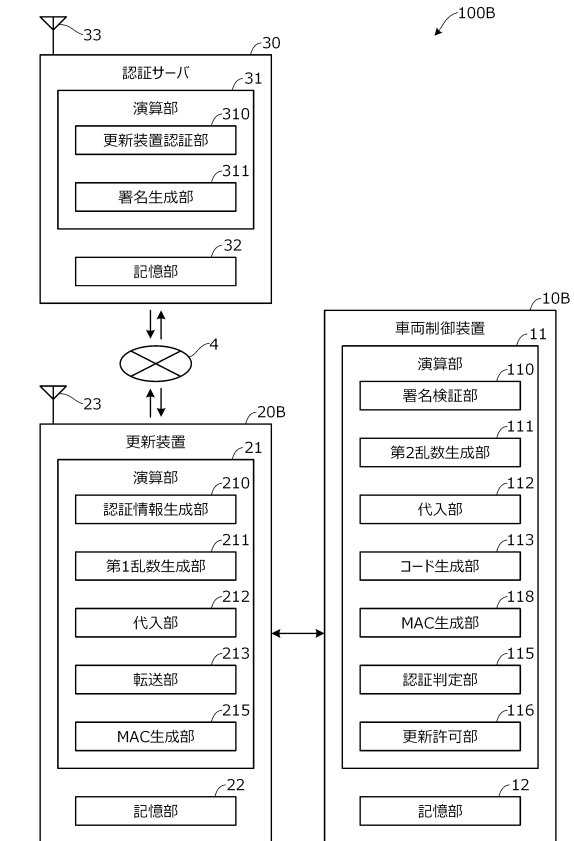 100B
33
30
認証サーバ
31
演算部
310
更新装置認証部
311
署名生成部
32
記憶部
4
23
20B
更新装置
21
演算部
210
認証情報生成部
211
第1乱数生成部
212
代入部
213
転送部
215
MAC生成部
22
記憶部
10B
車両制御装置
11
演算部
110
署名検証部
111
第2乱数生成部
112
代入部
113
コード生成部
118
MAC生成部
115
認証判定部
116
更新許可部
12
記憶部